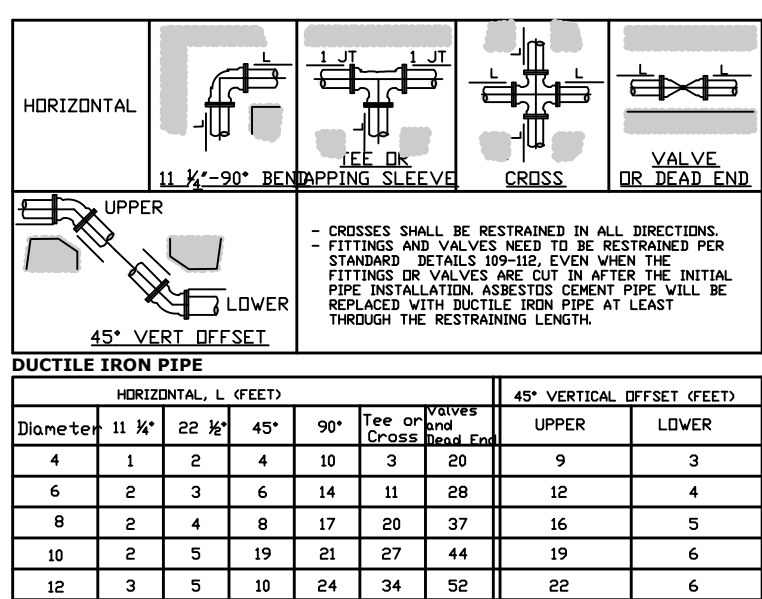 HORIZONTAL
L
L
11 ¼"-90° BEND
1 JT 1 JT
L
TEE OR
TAPPING SLEEVE
L L
L
CROSS
L
VALVE
OR DEAD END
UPPER
LOWER
45° VERT OFFSET
- CROSSES SHALL BE RESTRAINED IN ALL DIRECTIONS.
- FITTINGS AND VALVES NEED TO BE RESTRAINED PER
STANDARD DETAILS 109-112, EVEN WHEN THE
FITTINGS OR VALVES ARE CUT IN AFTER THE INITIAL
PIPE INSTALLATION. ASBESTOS CEMENT PIPE WILL BE
REPLACED WITH DUCTILE IRON PIPE AT LEAST
THROUGH THE RESTRAINING LENGTH.
DUCTILE IRON PIPE
HORIZONTAL, L (FEET) 45° VERTICAL OFFSET (FEET)
Diameter 11 ¼° 22 ½° 45° 90° Tee or Cross Valves and Dead End UPPER LOWER
4 1 2 4 10 3 20 9 3
6 2 3 6 14 11 28 12 4
8 2 4 8 17 20 37 16 5
10 2 5 19 21 27 44 19 6
12 3 5 10 24 34 52 22 6